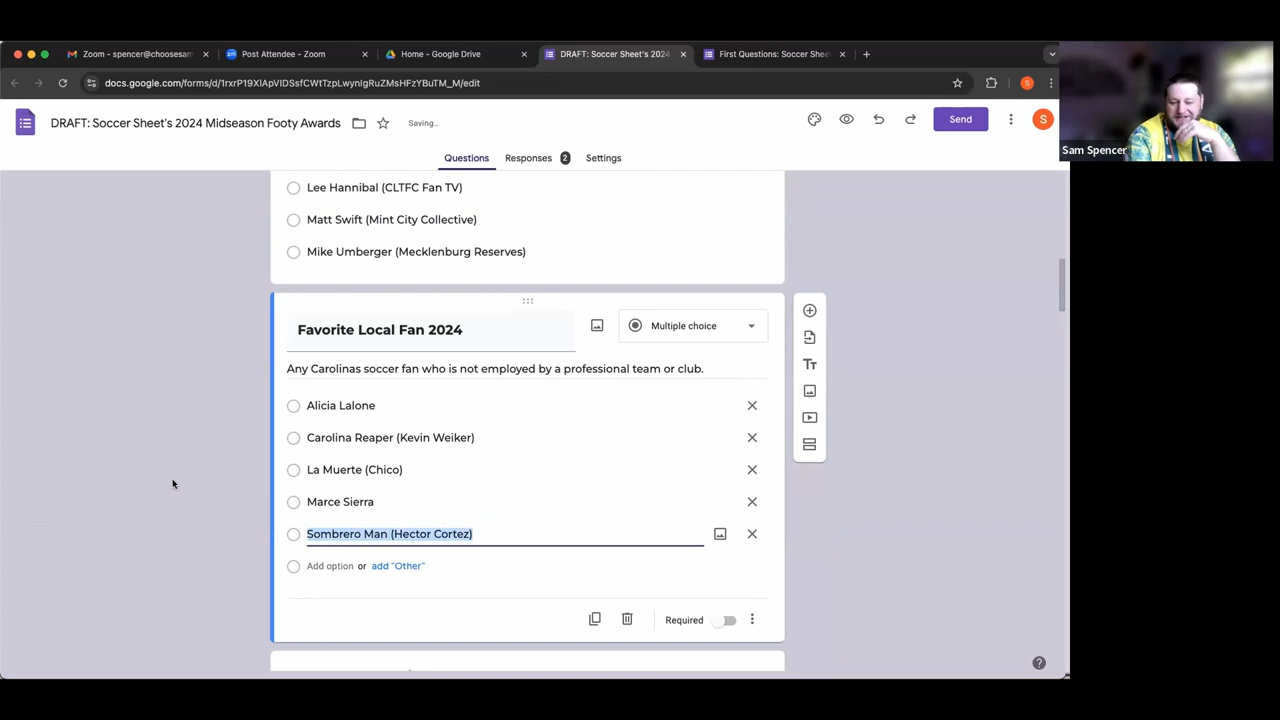 Zoom - spencer@choosesam
Post Attendee - Zoom
Home - Google Drive
DRAFT: Soccer Sheet's 2024
First Questions: Soccer Shee
docs.google.com/forms/d/1rxrP19XIApVIDSsfCWtTzpLwynIgRuZMsHFzYBuTM_M/edit
S
DRAFT: Soccer Sheet's 2024 Midseason Footy Awards
Saving...
Send
S
Sam Spencer
Questions
Responses 2
Settings
Lee Hannibal (CLTFC Fan TV)
Matt Swift (Mint City Collective)
Mike Umberger (Mecklenburg Reserves)
Favorite Local Fan 2024
Multiple choice
Any Carolinas soccer fan who is not employed by a professional team or club.
Alicia Lalone
Carolina Reaper (Kevin Weiker)
La Muerte (Chico)
Marce Sierra
Sombrero Man (Hector Cortez)
Add option or add "Other"
Required